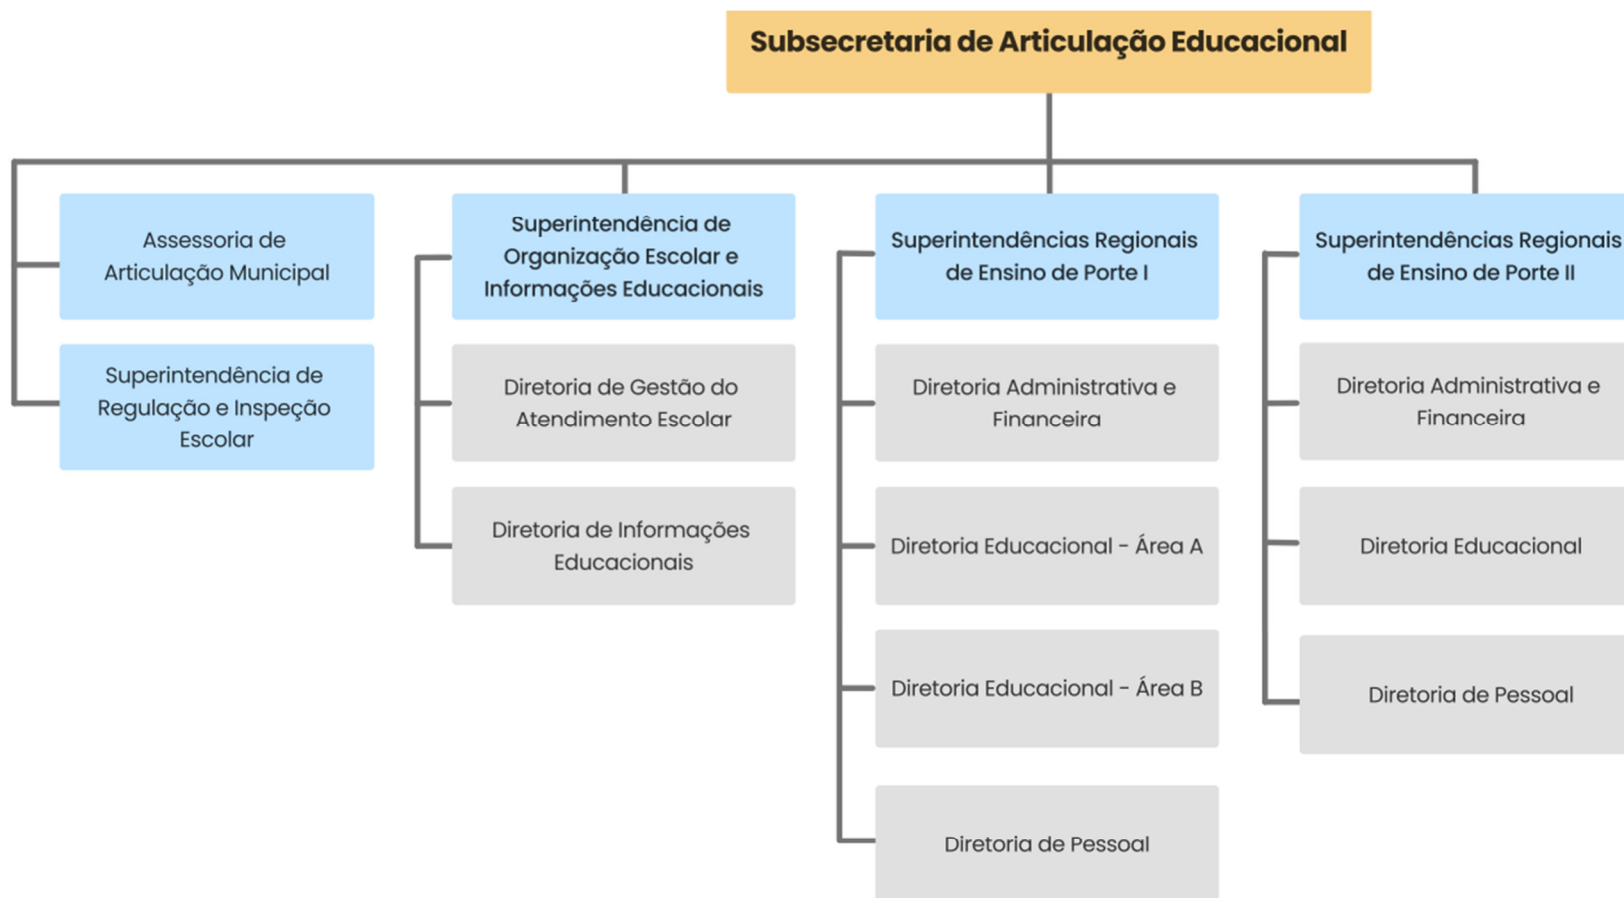 Subsecretaria de Articulação Educacional
Assessoria de
Articulação Municipal
Superintendência de
Regulação e Inspeção
Escolar
Superintendência de
Organização Escolar e
Informações Educacionais
Diretoria de Gestão do
Atendimento Escolar
Diretoria de Informações
Educacionais
Superintendências Regionais
de Ensino de Porte I
Diretoria Administrativa e
Financeira
Diretoria Educacional - Área A
Diretoria Educacional - Área B
Diretoria de Pessoal
Superintendências Regionais
de Ensino de Porte II
Diretoria Administrativa e
Financeira
Diretoria Educacional
Diretoria de Pessoal